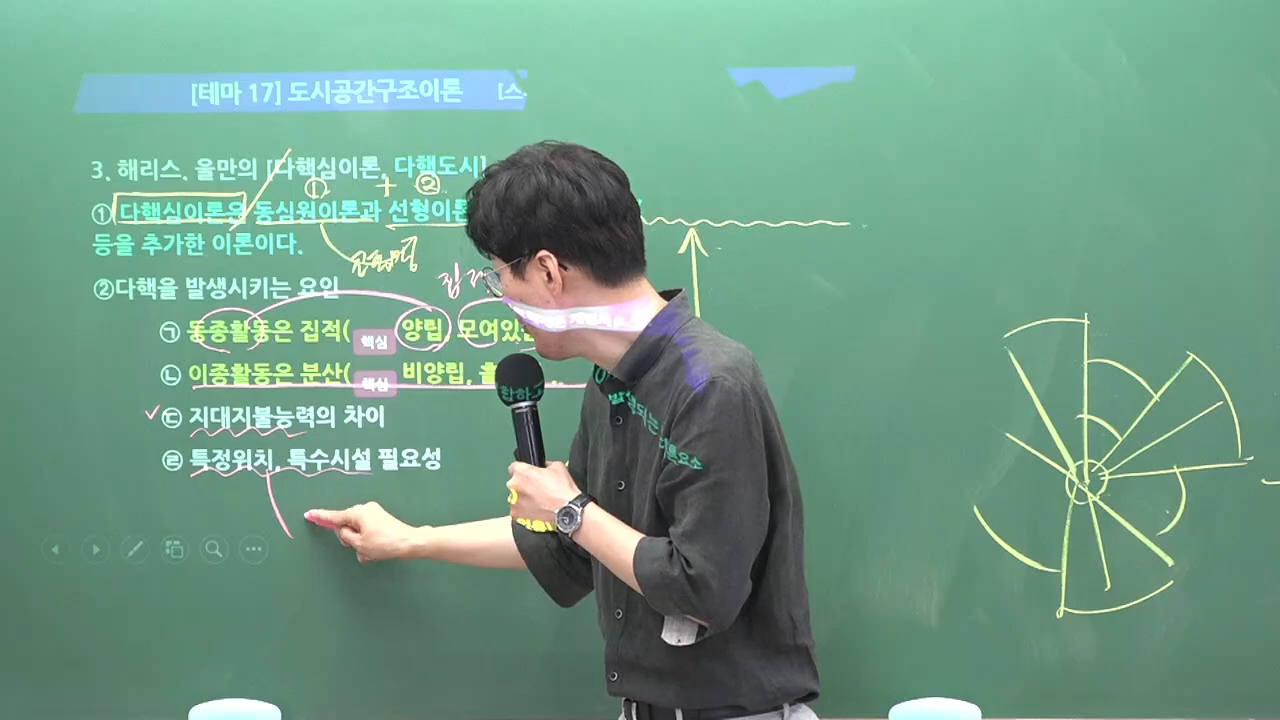 [테마 17] 도시공간구조이론 [스
3. 해리스. 울만의 [다핵심이론, 다핵도시]
① + ②
① 다핵심이론은 동심원이론과 선형이론
등을 추가한 이론이다.
②다핵을 발생시키는 요인
㉠ 동종활동은 집적( 핵심 양립, 모여있
㉡ 이종활동은 분산( 핵심 비양립,
㉢ 지대지불능력의 차이
㉣ 특정위치, 특수시설 필요성